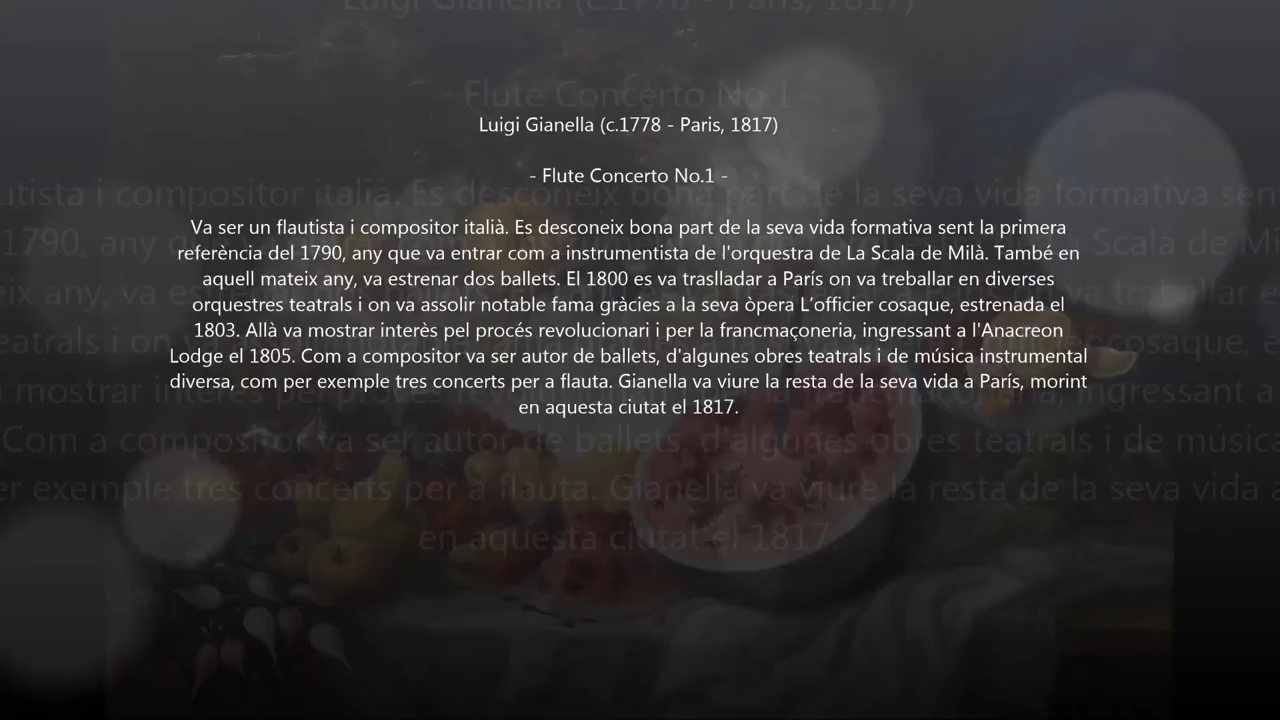 Luigi Gianella (c.1778 - Paris, 1817)
- Flute Concerto No.1 -
Va ser un flautista i compositor italià. Es desconeix bona part de la seva vida formativa sent la primera
referència del 1790, any que va entrar com a instrumentista de l'orquestra de La Scala de Milà. També en
aquell mateix any, va estrenar dos ballets. El 1800 es va traslladar a París on va treballar en diverses
orquestres teatrals i on va assolir notable fama gràcies a la seva òpera L’officier cosaque, estrenada el
1803. Allà va mostrar interès pel procés revolucionari i per la francmaçoneria, ingressant a l'Anacreon
Lodge el 1805. Com a compositor va ser autor de ballets, d'algunes obres teatrals i de música instrumental
diversa, com per exemple tres concerts per a flauta. Gianella va viure la resta de la seva vida a París, morint
en aquesta ciutat el 1817.